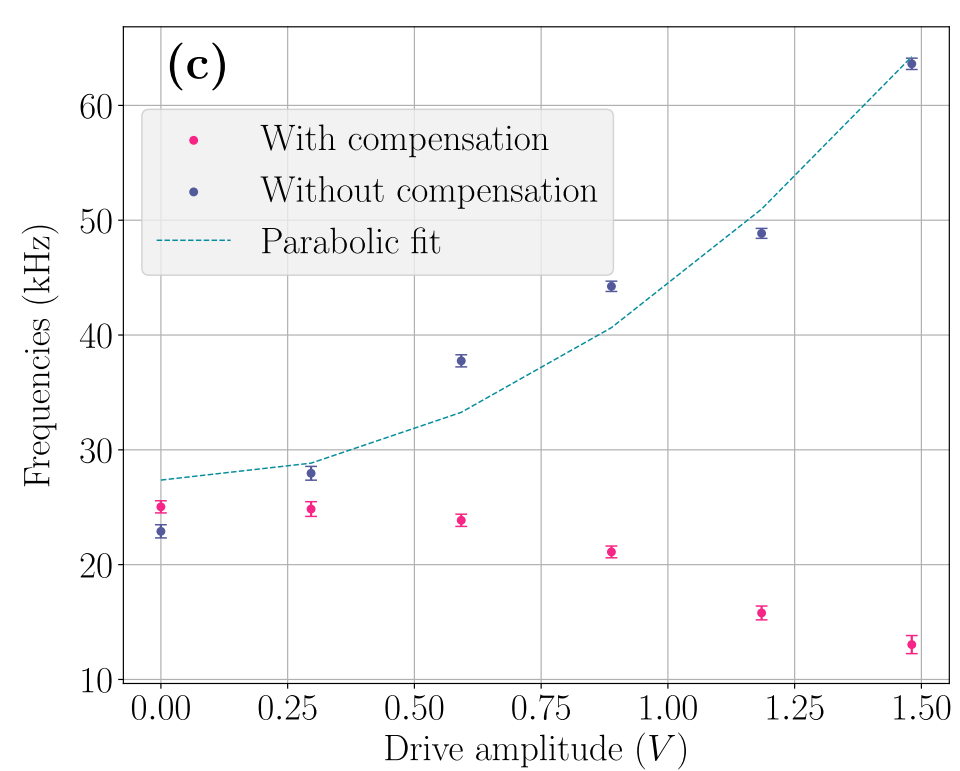 (c)
With compensation
Without compensation
Parabolic fit
Frequencies (kHz)
60
50
40
30
20
10
0.00 0.25 0.50 0.75 1.00 1.25 1.50
Drive amplitude (V)